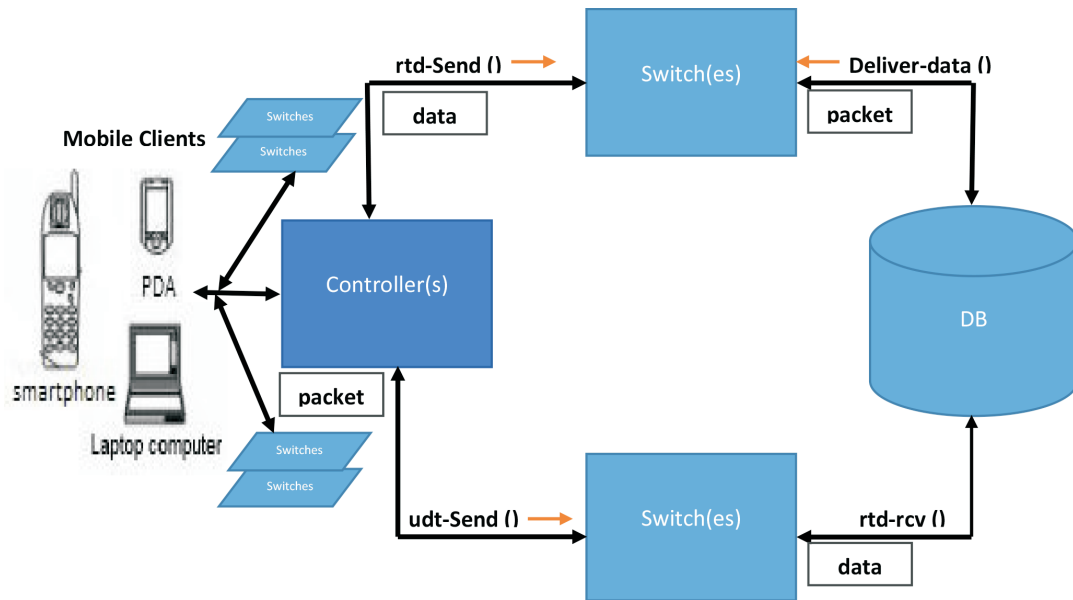 rtd-Send ()
data
Switch(es)
Deliver-data ()
packet
Switches
Switches
Mobile Clients
PDA
smartphone
Laptop computer
Controller(s)
DB
packet
Switches
Switches
udt-Send ()
Switch(es)
rtd-rcv ()
data